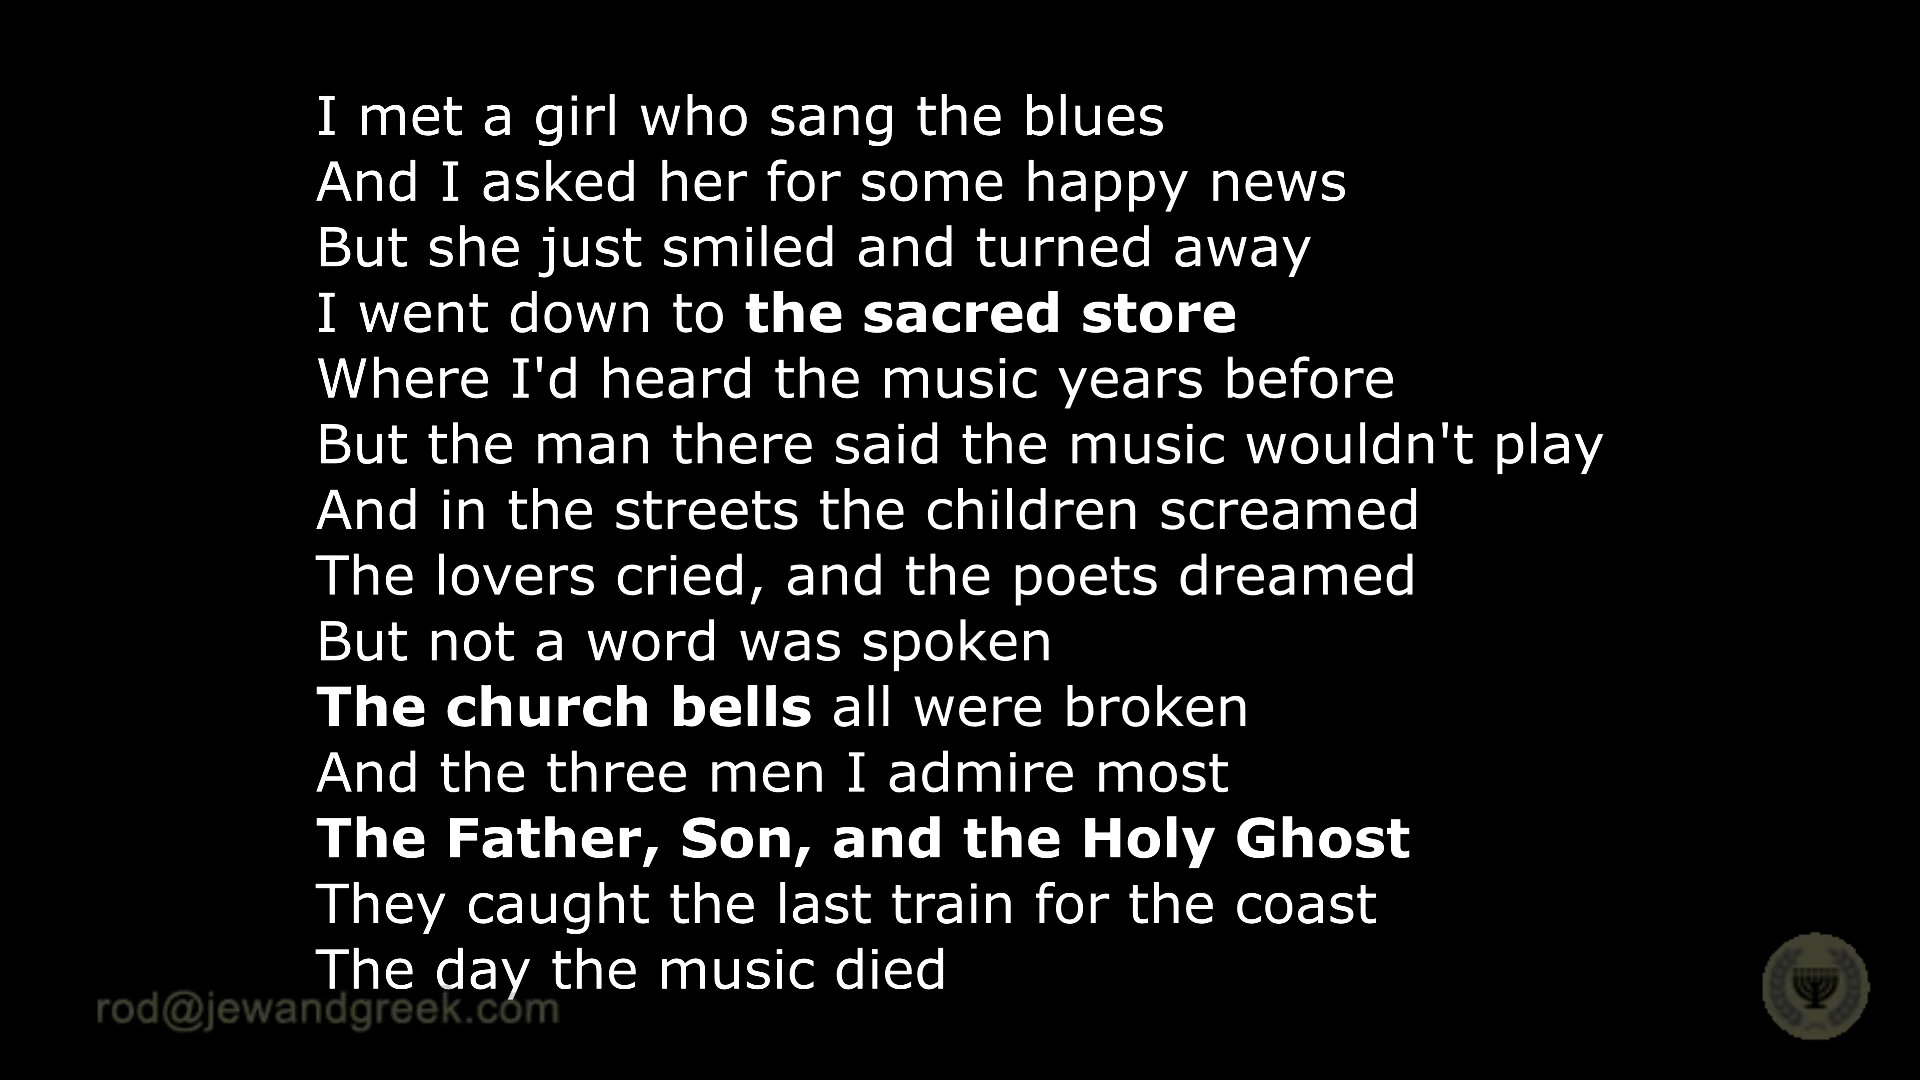 I met a girl who sang the blues
And I asked her for some happy news
But she just smiled and turned away
I went down to the sacred store
Where I'd heard the music years before
But the man there said the music wouldn't play
And in the streets the children screamed
The lovers cried, and the poets dreamed
But not a word was spoken
The church bells all were broken
And the three men I admire most
The Father, Son, and the Holy Ghost
They caught the last train for the coast
The day the music died
rod@jewandgreek.com